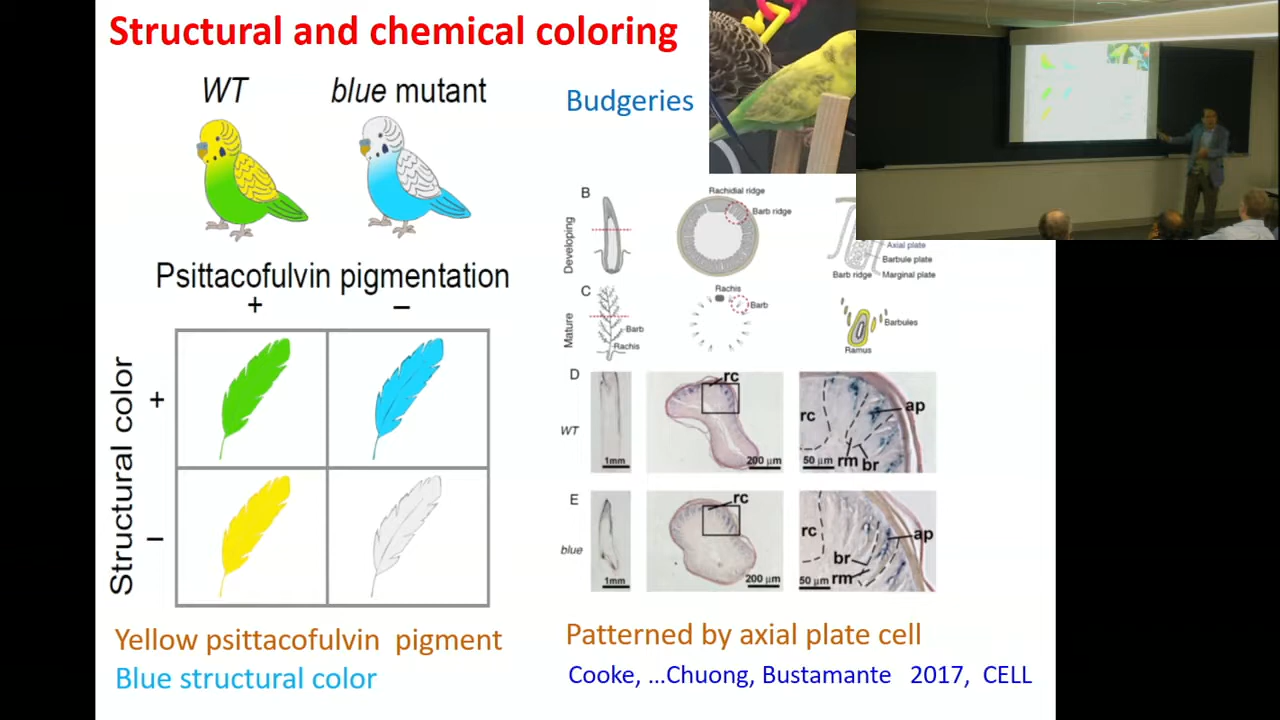 Structural and chemical coloring
WT
blue mutant
Psittacofulvin pigmentation
+
–
Structural color
+
–
Yellow psittacofulvin pigment
Blue structural color
Budgeries
B
Developing
Rachidial ridge
Barb ridge
Axial plate
Barbule plate
Barb ridge
Marginal plate
C
Mature
Barb
Rachis
Rachis
Barb
Barbules
Ramus
D
WT
1mm
rc
200 µm
rc
ap
50 µm
rm
br
E
blue
1mm
rc
200 µm
rc
ap
br
50 µm
rm
Patterned by axial plate cell
Cooke, ...Chuong, Bustamante 2017, CELL